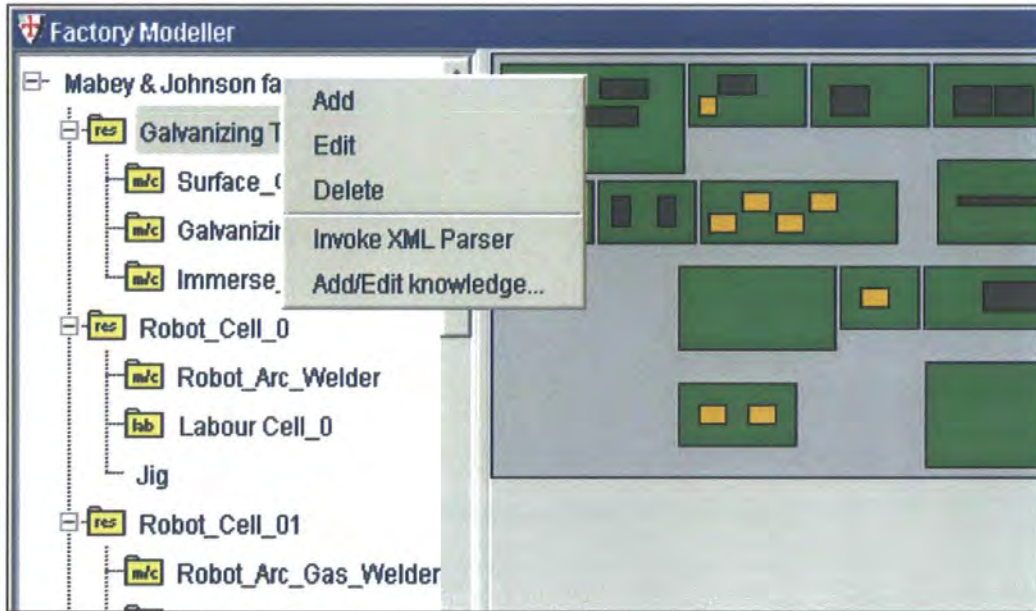 Factory Modeller
Mabey & Johnson fa
res Galvanizing T
m/c Surface_
m/c Galvanizin
m/c Immerse_
res Robot_Cell_0
m/c Robot_Arc_Welder
lab Labour Cell_0
Jig
res Robot_Cell_01
m/c Robot_Arc_Gas_Welder
Add
Edit
Delete
Invoke XML Parser
Add/Edit knowledge...